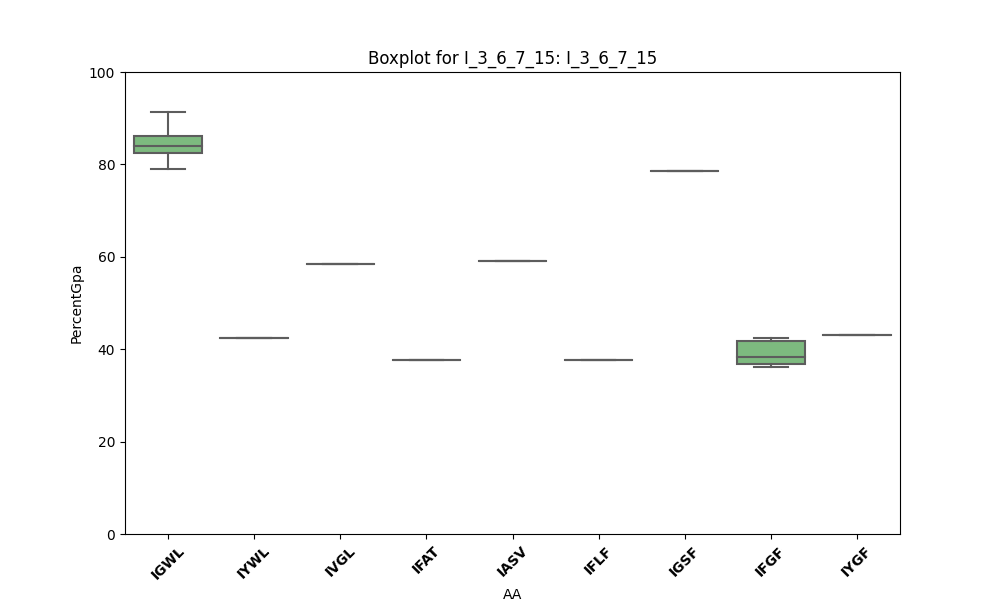 Boxplot for I_3_6_7_15: I_3_6_7_15
100
80
60
40
20
0
PercentGpa
IGWL
IYWL
IVGL
IFAT
IASV
IFLF
IGSF
IFGF
IYGF
AA